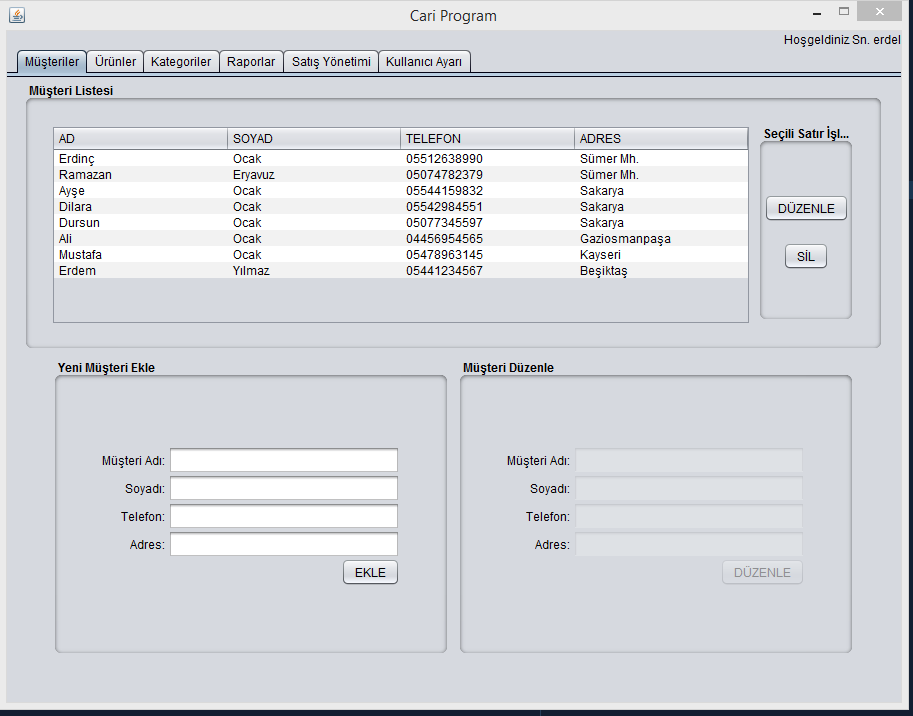 Cari Program
Hoşgeldiniz Sn. erdel
Müşteriler Ürünler Kategoriler Raporlar Satış Yönetimi Kullanıcı Ayarı
Müşteri Listesi
AD SOYAD TELEFON ADRES
Erdinç Ocak 05512638990 Sümer Mh.
Ramazan Eryavuz 05074782379 Sümer Mh.
Ayşe Ocak 05544159832 Sakarya
Dilara Ocak 05542984551 Sakarya
Dursun Ocak 05077345597 Sakarya
Ali Ocak 04456954565 Gaziosmanpaşa
Mustafa Ocak 05478963145 Kayseri
Erdem Yılmaz 05441234567 Beşiktaş
Seçili Satır İşl...
DÜZENLE
SİL
Yeni Müşteri Ekle
Müşteri Adı:
Soyadı:
Telefon:
Adres:
EKLE
Müşteri Düzenle
Müşteri Adı:
Soyadı:
Telefon:
Adres:
DÜZENLE